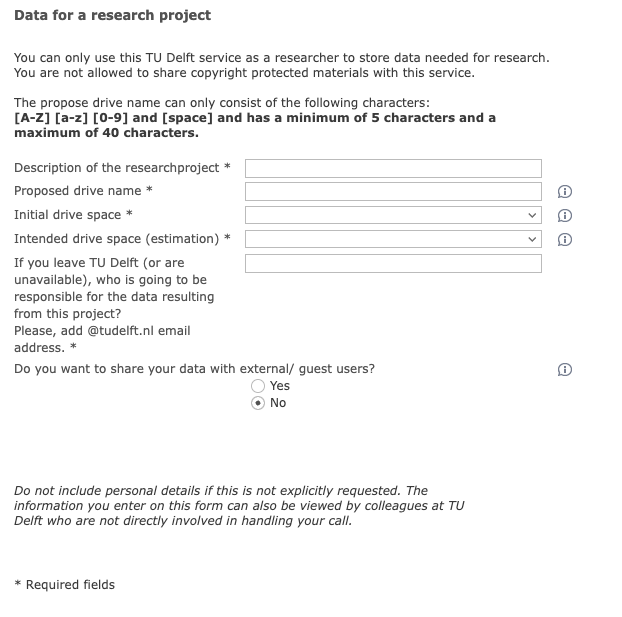 Data for a research project
You can only use this TU Delft service as a researcher to store data needed for research.
You are not allowed to share copyright protected materials with this service.
The propose drive name can only consist of the following characters:
[A-Z] [a-z] [0-9] and [space] and has a minimum of 5 characters and a
maximum of 40 characters.
Description of the researchproject *
Proposed drive name *
Initial drive space *
Intended drive space (estimation) *
If you leave TU Delft (or are
unavailable), who is going to be
responsible for the data resulting
from this project?
Please, add @tudelft.nl email
address. *
Do you want to share your data with external/ guest users?
Yes
No
Do not include personal details if this is not explicitly requested. The
information you enter on this form can also be viewed by colleagues at TU
Delft who are not directly involved in handling your call.
* Required fields